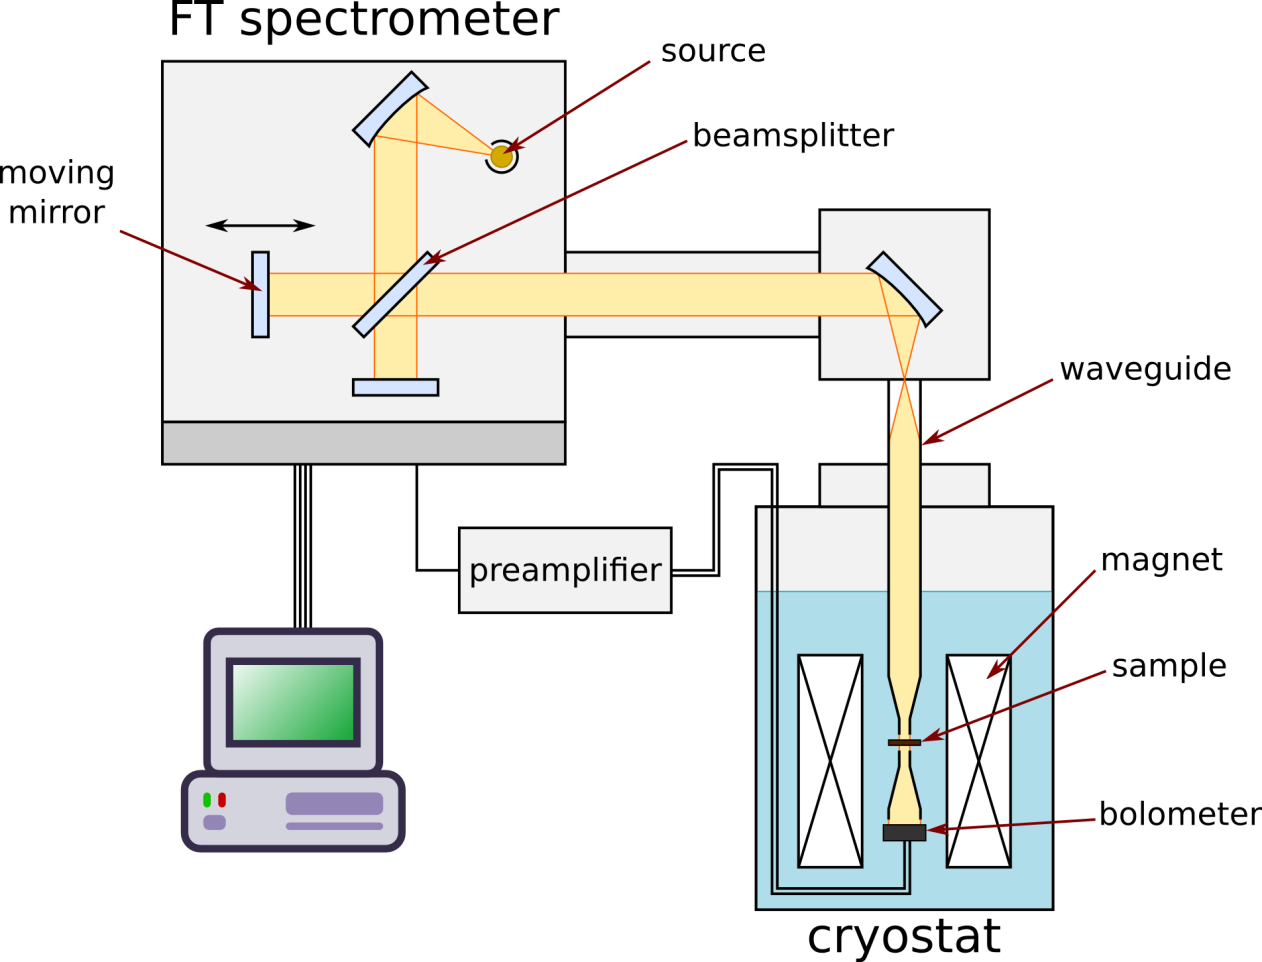 FT spectrometer
source
beamsplitter
moving
mirror
waveguide
preamplifier
magnet
sample
bolometer
cryostat